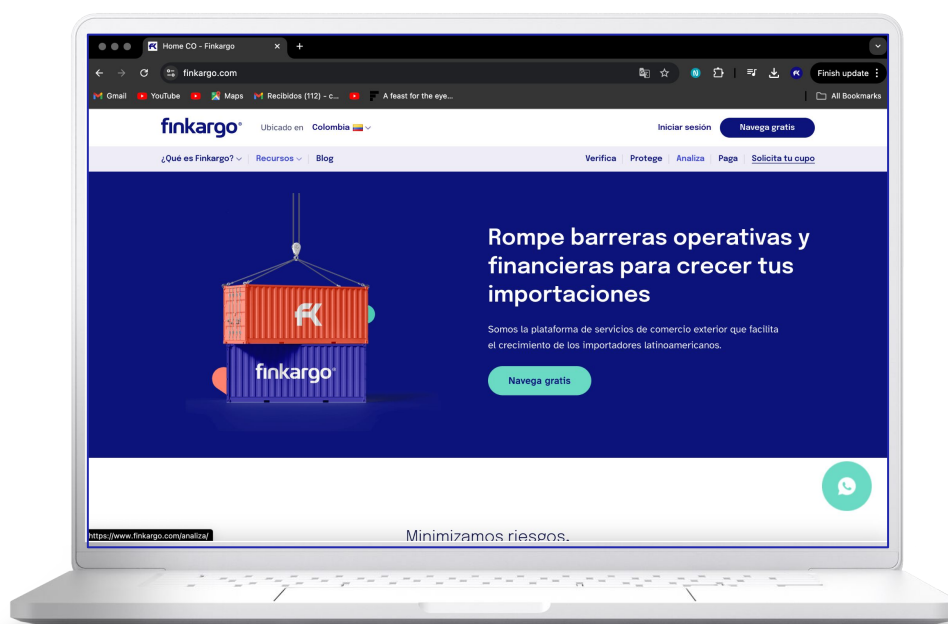 Home CO - Finkargo
finkargo.com
Finish update
Gmail YouTube Maps Recibidos (112) - c... A feast for the eye...
All Bookmarks
finkargo
Ubicado en Colombia
Iniciar sesión
Navega gratis
¿Qué es Finkargo? Recursos Blog
Verifica Protege Analiza Paga Solicita tu cupo
Rompe barreras operativas y
financieras para crecer tus
importaciones
Somos la plataforma de servicios de comercio exterior que facilita
el crecimiento de los importadores latinoamericanos.
Navega gratis
finkargo
Minimizamos riesgos.
https://www.finkargo.com/analiza/